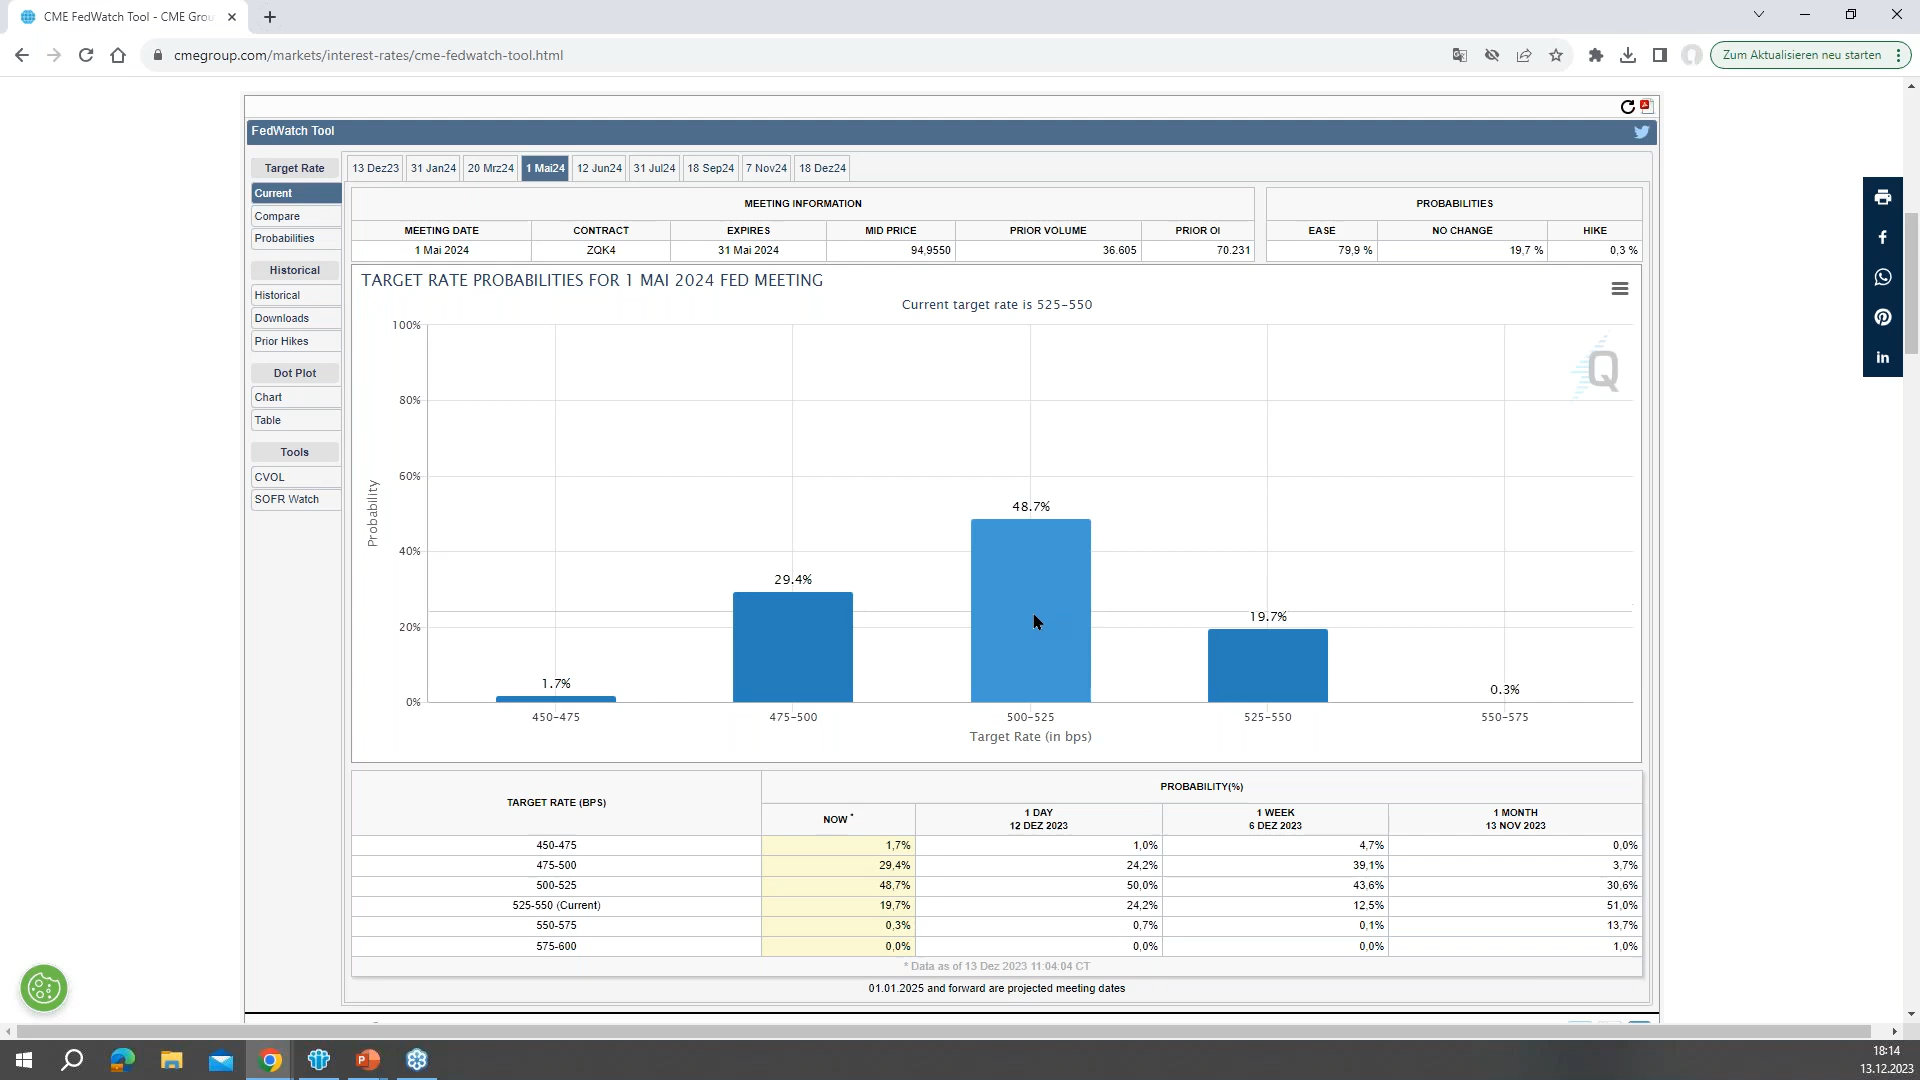 CME FedWatch Tool - CME Grou
cmegroup.com/markets/interest-rates/cme-fedwatch-tool.html
Zum Aktualisieren neu starten
FedWatch Tool
Target Rate
Current
Compare
Probabilities
Historical
Historical
Downloads
Prior Hikes
Dot Plot
Chart
Table
Tools
CVOL
SOFR Watch
13 Dez23 31 Jan24 20 Mrz24 1 Mai24 12 Jun24 31 Jul24 18 Sep24 7 Nov24 18 Dez24
MEETING INFORMATION
MEETING DATE CONTRACT EXPIRES MID PRICE PRIOR VOLUME PRIOR OI
1 Mai 2024 ZQK4 31 Mai 2024 94,9550 36.605 70.231
PROBABILITIES
EASE NO CHANGE HIKE
79,9 % 19,7 % 0,3 %
TARGET RATE PROBABILITIES FOR 1 MAI 2024 FED MEETING
Current target rate is 525-550
Q
Probability
100%
80%
60%
40%
20%
0%
1.7%
29.4%
48.7%
19.7%
0.3%
450-475 475-500 500-525 525-550 550-575
Target Rate (in bps)
TARGET RATE (BPS) PROBABILITY(%)
NOW * 1 DAY 1 WEEK 1 MONTH
12 DEZ 2023 6 DEZ 2023 13 NOV 2023
450-475 1,7% 1,0% 4,7% 0,0%
475-500 29,4% 24,2% 39,1% 3,7%
500-525 48,7% 50,0% 43,6% 30,6%
525-550 (Current) 19,7% 24,2% 12,5% 51,0%
550-575 0,3% 0,7% 0,1% 13,7%
575-600 0,0% 0,0% 0,0% 1,0%
* Data as of 13 Dez 2023 11:04:04 CT
01.01.2025 and forward are projected meeting dates
18:14
13.12.2023